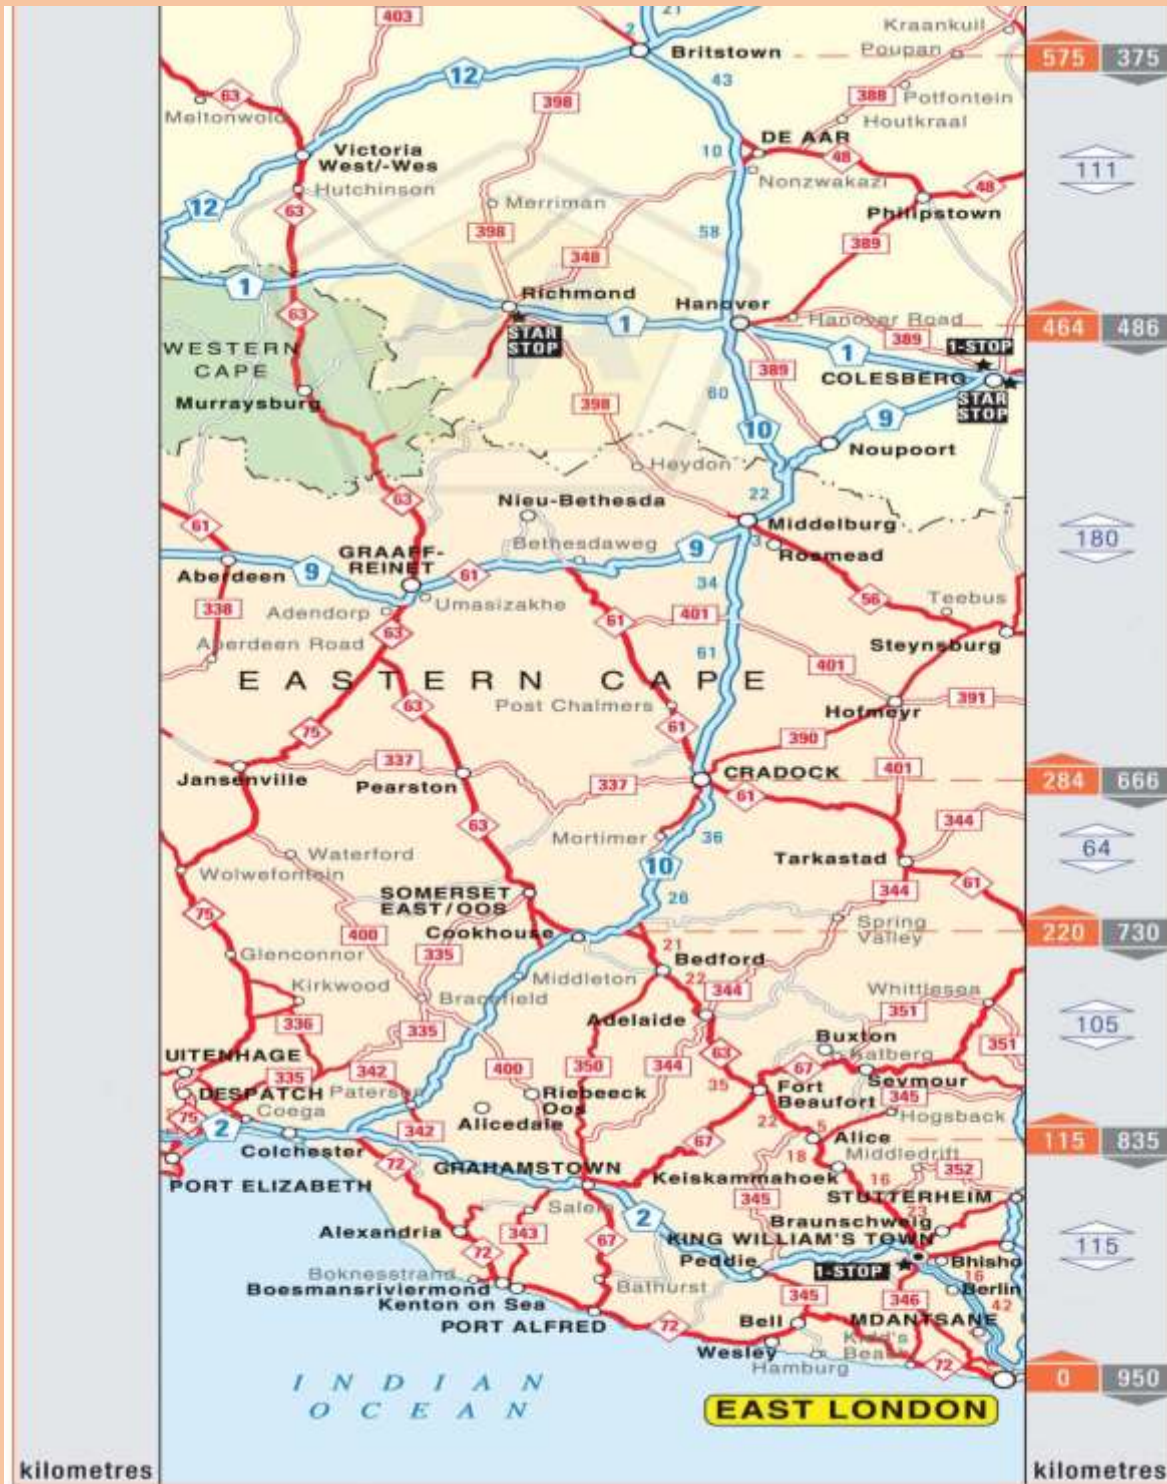 403
21
Kraankuil
2
Britstown
Poupan
575 375
12
43
63
398
388
Potfontein
Meltonwold
Houtkraal
DE AAR
Victoria
West/-Wes
10
48
111
Nonzwakazi
48
Hutchinson
12
63
Merriman
Philipstown
398
58
389
348
1
Richmond
Hanover
63
1
Hanover Road
464 486
STAR
STOP
389
1-STOP
WESTERN
CAPE
1
389
COLESBERG
Murraysburg
60
398
STAR
STOP
9
10
Noupoort
Heydon
63
22
Nieu-Bethesda
61
Middelburg
180
GRAAFF-
REINET
Bethesdaweg
9
3
Rosmead
Aberdeen
9
61
34
56
338
Adendorp
Umasizakhe
61
401
Teebus
63
Aberdeen Road
Steynsburg
61
401
EASTERN CAPE
63
Post Chalmers
391
Hofmeyr
75
61
390
337
401
Jansenville
Pearston
337
CRADOCK
284 666
61
63
344
Mortimer
36
64
Waterford
10
Tarkastad
Wolwefontein
344
61
SOMERSET
EAST/OOS
26
75
Spring
Valley
400
Cookhouse
220 730
335
21
Glenconnor
Bedford
Middleton
22
Kirkwood
344
Whittlesea
351
Adelaide
336
335
105
Buxton
351
63
Katberg
UITENHAGE
342
400
350
344
67
335
Seymour
DESPATCH
Paterson
Riebeeck
Oos
35
Fort
Beaufort
345
75
Coega
Alicedale
Hogsback
2
342
22
5
Alice
115 835
Colchester
67
18
Middledrift
72
GRAHAMSTOWN
Keiskammahoek
352
PORT ELIZABETH
16
345
STUTTERHEIM
Salem
2
23
Braunschweig
Alexandria
343
KING WILLIAM'S TOWN
67
115
72
Peddie
1-STOP
Bhisho
Boknesstrand
Bathurst
16
Boesmansriviermond
Berlin
Kenton on Sea
345
346
42
PORT ALFRED
72
Bell
MDANTSANE
Kidd's
Beach
Wesley
Hamburg
72
0 950
INDIAN
OCEAN
EAST LONDON
kilometres
kilometres